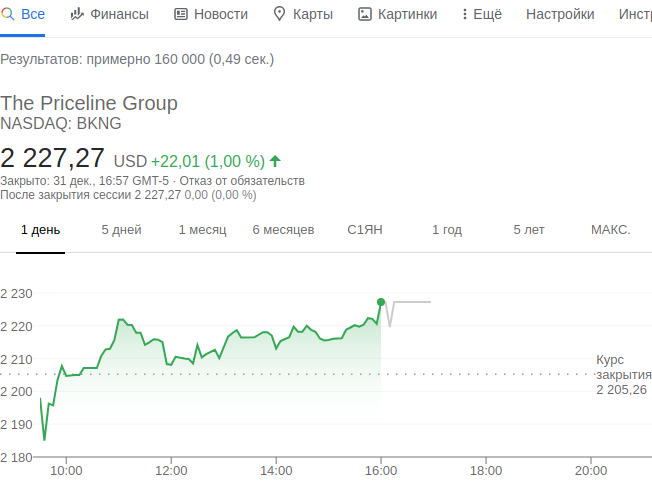 Все Финансы Новости Карты Картинки Ещё Настройки Инст
Результатов: примерно 160 000 (0,49 сек.)
The Priceline Group
NASDAQ: BKNG
2 227,27 USD +22,01 (1,00 %)
Закрыто: 31 дек., 16:57 GMT-5 · Отказ от обязательств
После закрытия сессии 2 227,27 0,00 (0,00 %)
1 день 5 дней 1 месяц 6 месяцев С1ЯН 1 год 5 лет МАКС.
2 230
2 220
2 210
Курс
закрытия
2 205,26
2 200
2 190
2 180
10:00 12:00 14:00 16:00 18:00 20:00